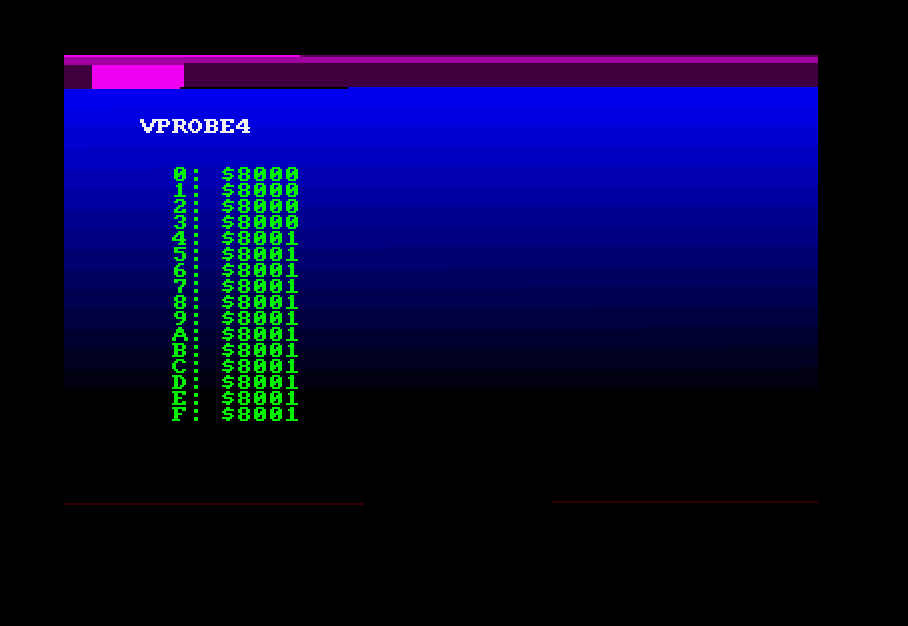 VPROBE4
0: $8000
1: $8000
2: $8000
3: $8000
4: $8001
5: $8001
6: $8001
7: $8001
8: $8001
9: $8001
A: $8001
B: $8001
C: $8001
D: $8001
E: $8001
F: $8001